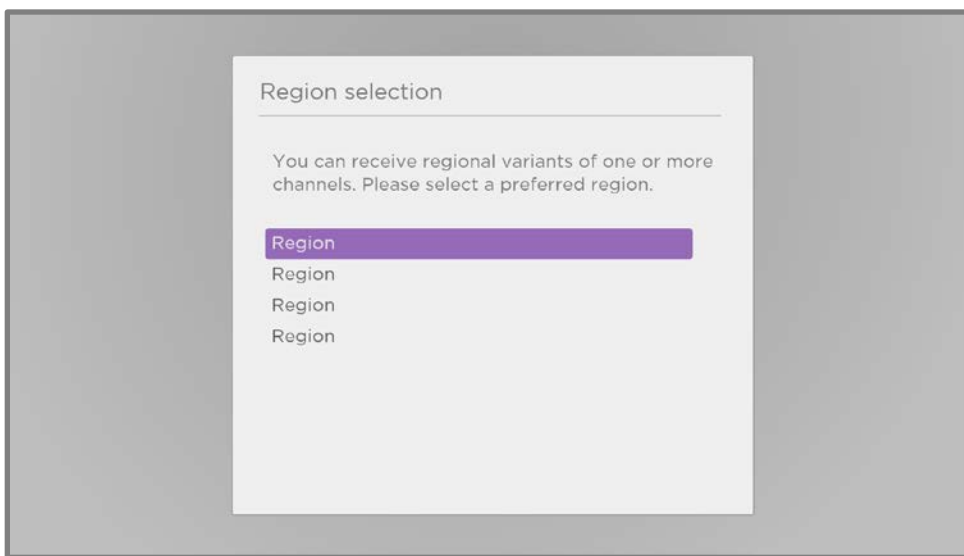 Region selection
You can receive regional variants of one or more
channels. Please select a preferred region.
Region
Region
Region
Region